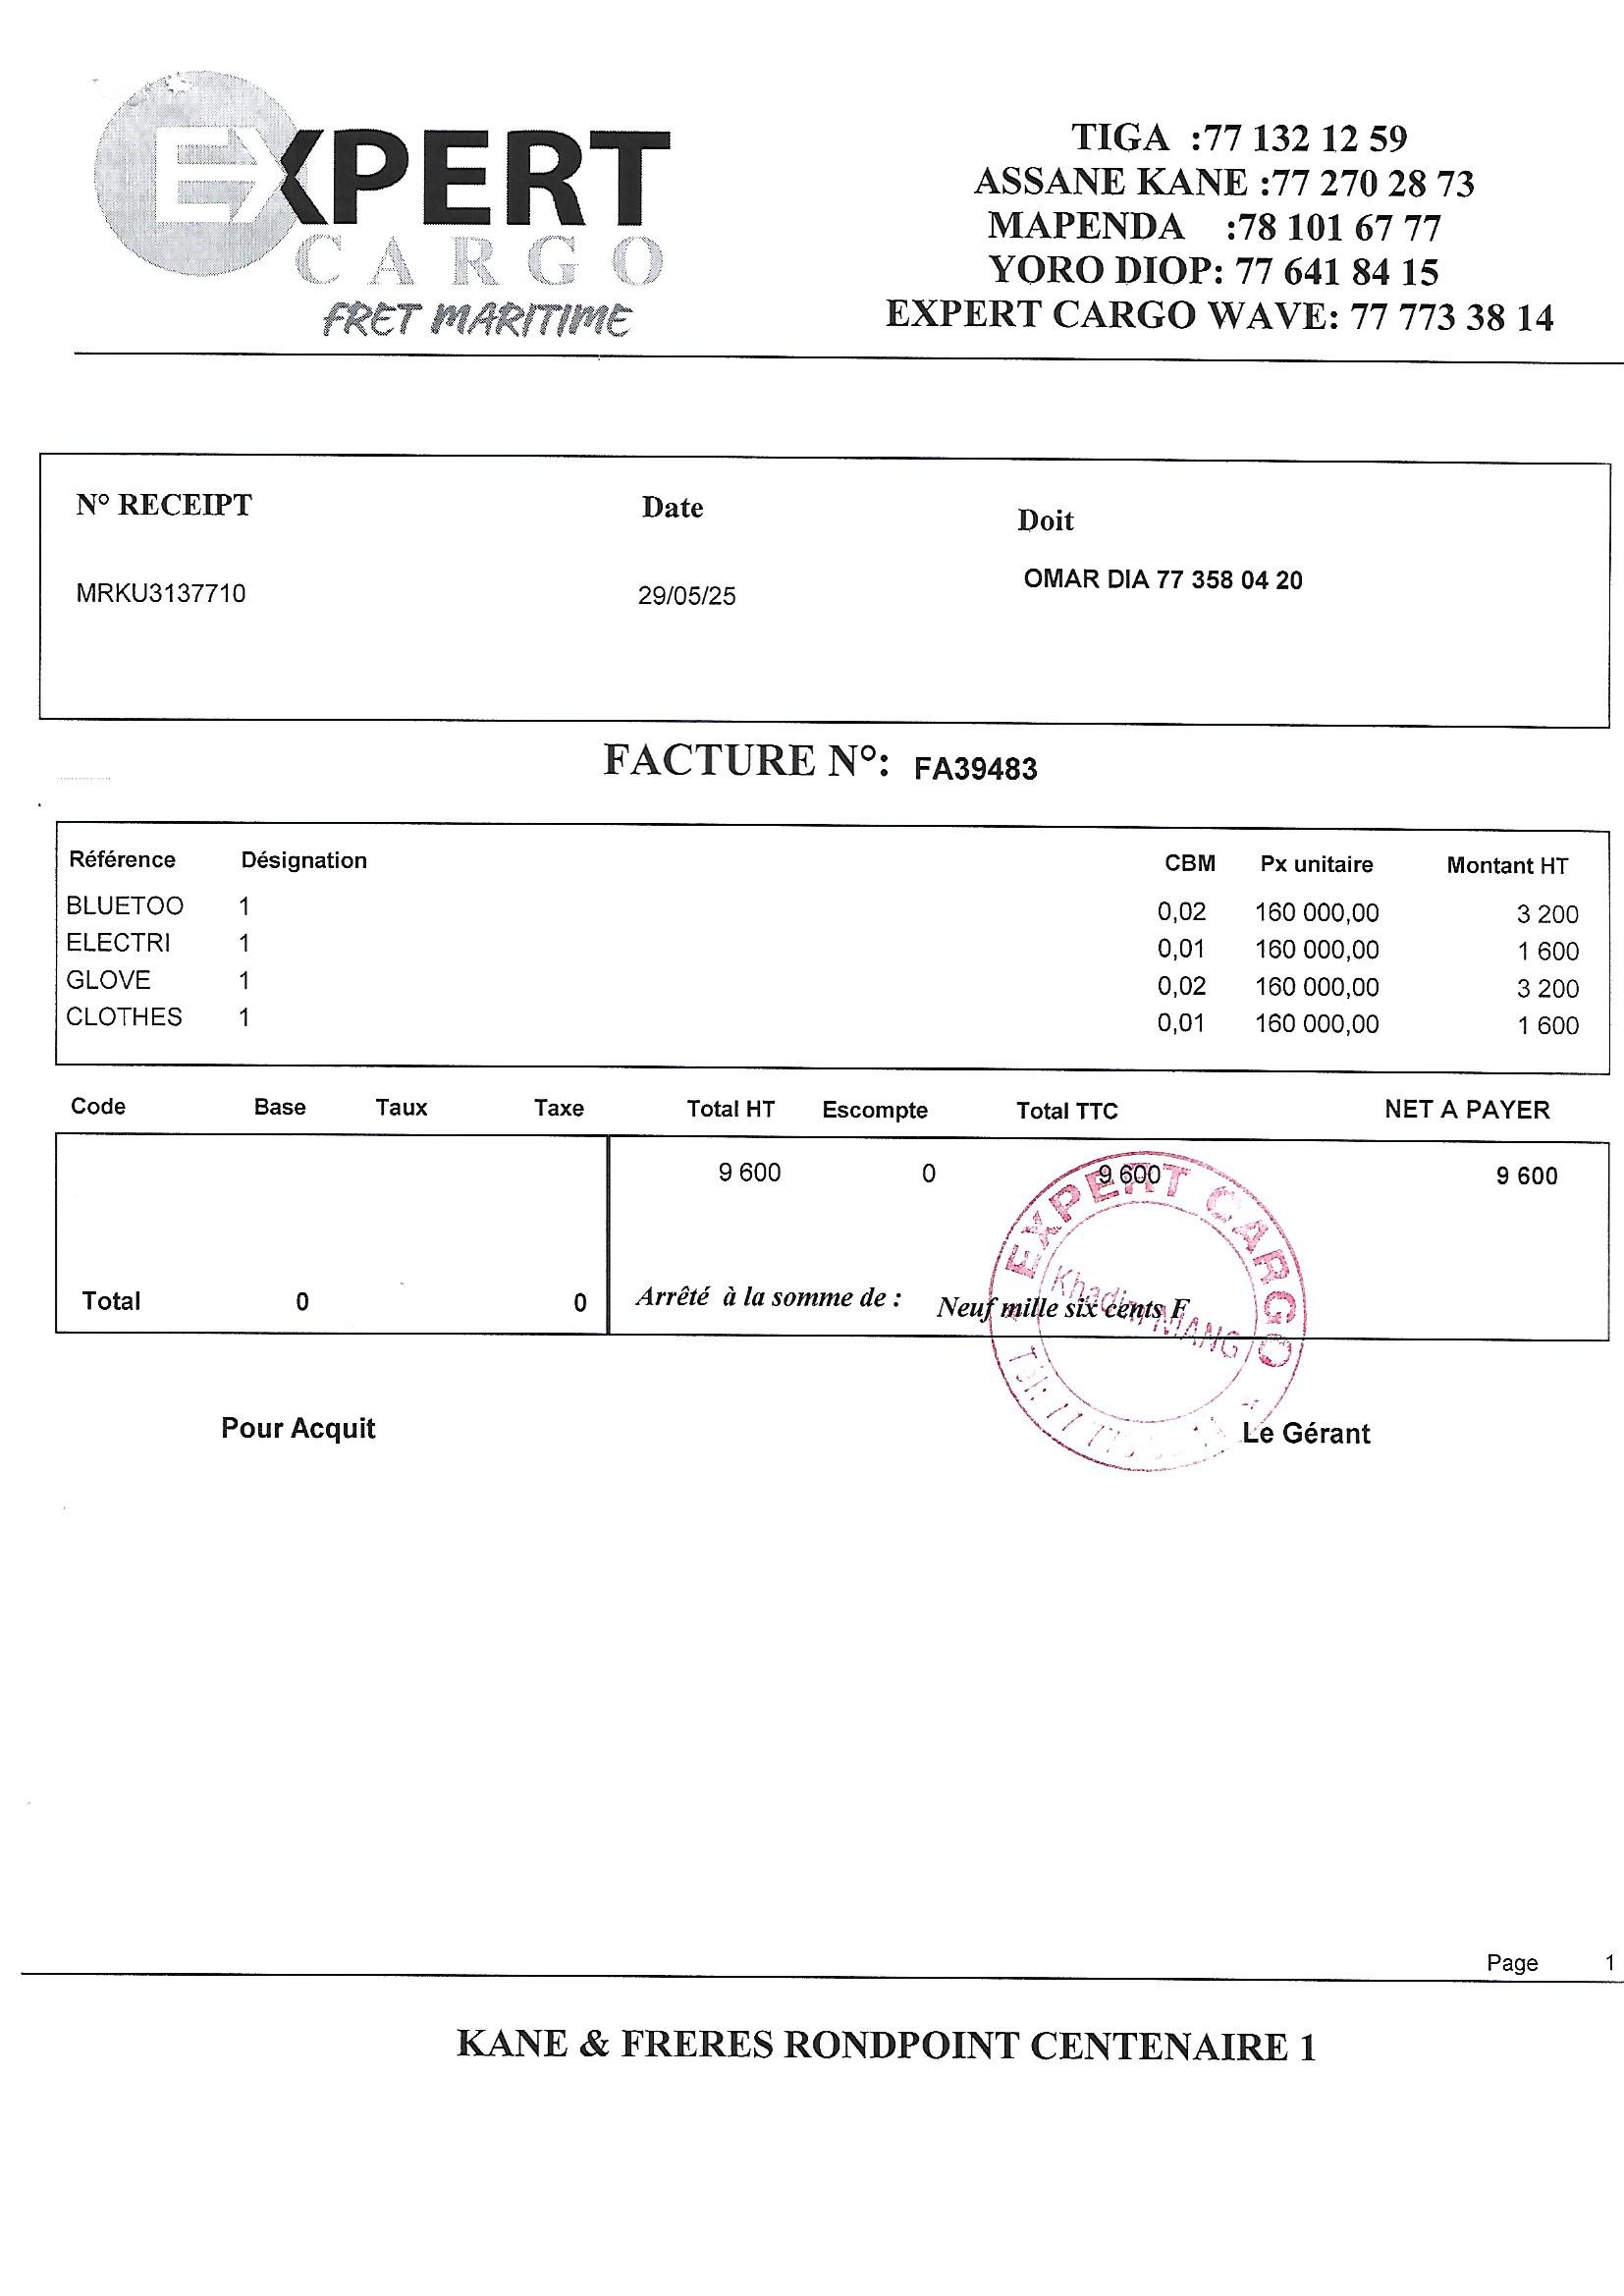 EXPERT
CARGO
FRET MARITIME
TIGA :77 132 12 59
ASSANE KANE :77 270 28 73
MAPENDA :78 101 67 77
YORO DIOP: 77 641 84 15
EXPERT CARGO WAVE: 77 773 38 14
N° RECEIPT Date Doit
MRKU3137710 29/05/25 OMAR DIA 77 358 04 20
FACTURE N°: FA39483
Référence Désignation CBM Px unitaire Montant HT
BLUETOO 1 0,02 160 000,00 3 200
ELECTRI 1 0,01 160 000,00 1 600
GLOVE 1 0,02 160 000,00 3 200
CLOTHES 1 0,01 160 000,00 1 600
Code Base Taux Taxe Total HT Escompte Total TTC NET A PAYER
9 600 0 9 600 9 600
Total 0 0 Arrêté à la somme de : Neuf mille six cents F
EXPERT CARGO
Khadim NIANG
Tél:
Pour Acquit Le Gérant
Page 1
KANE & FRERES RONDPOINT CENTENAIRE 1